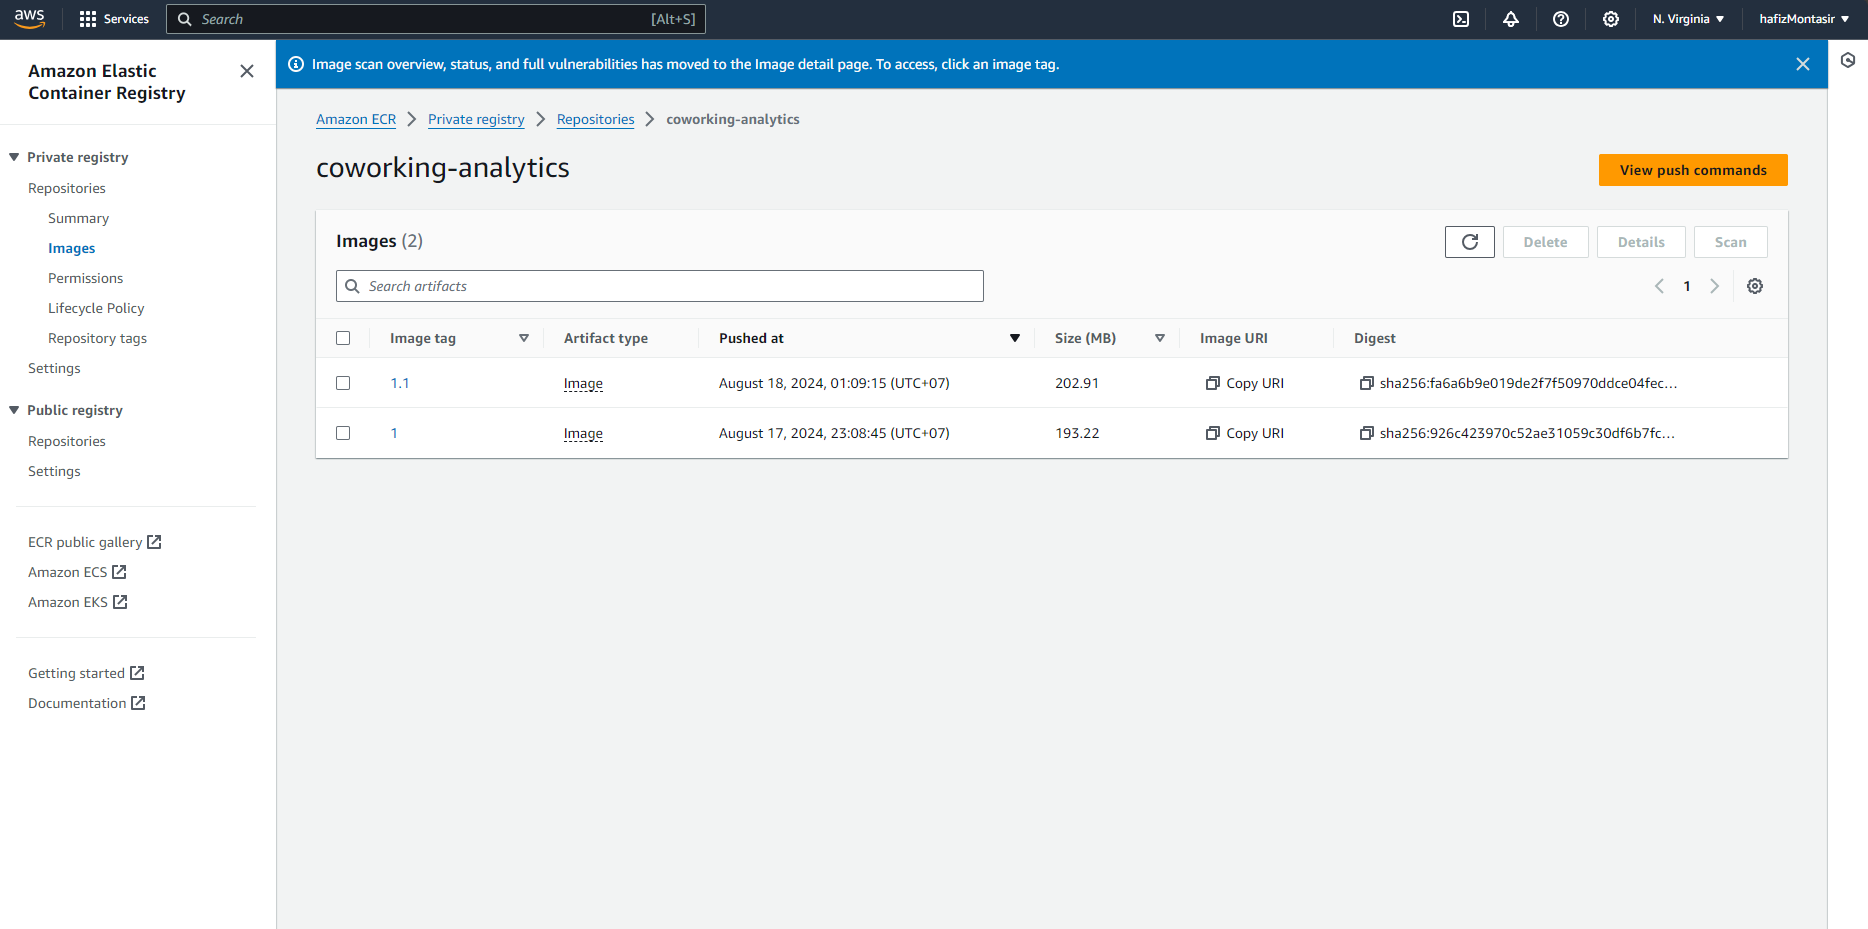 aws Services Search [Alt+S] N. Virginia hafizMontasir
Amazon Elastic
Container Registry
Private registry
Repositories
Summary
Images
Permissions
Lifecycle Policy
Repository tags
Settings
Public registry
Repositories
Settings
ECR public gallery
Amazon ECS
Amazon EKS
Getting started
Documentation
Image scan overview, status, and full vulnerabilities has moved to the Image detail page. To access, click an image tag.
Amazon ECR Private registry Repositories coworking-analytics
coworking-analytics
View push commands
Images (2)
Delete Details Scan
Search artifacts
1
Image tag Artifact type Pushed at Size (MB) Image URI Digest
1.1 Image August 18, 2024, 01:09:15 (UTC+07) 202.91 Copy URI sha256:fa6a6b9e019de2f7f50970ddce04fec...
1 Image August 17, 2024, 23:08:45 (UTC+07) 193.22 Copy URI sha256:926c423970c52ae31059c30df6b7fc...